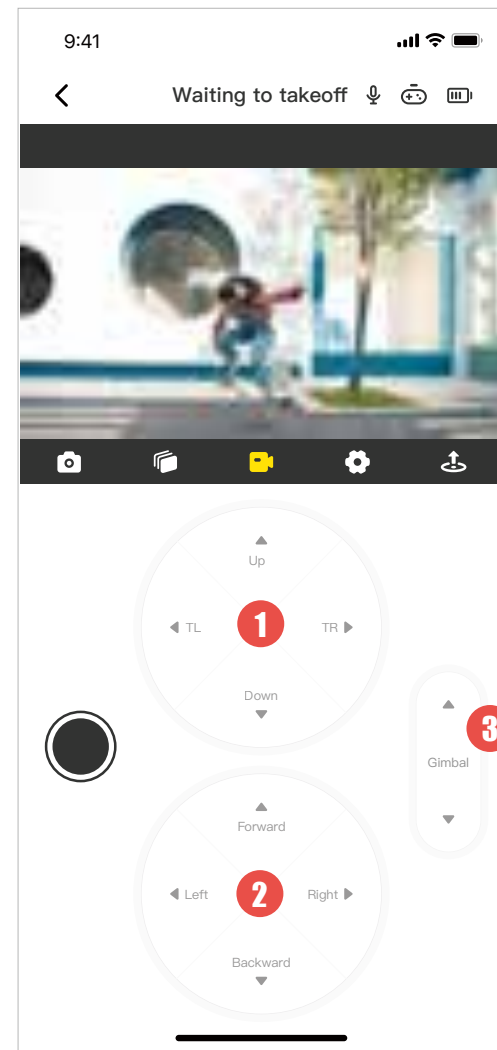 9:41
Waiting to takeoff
Up
TL
1
TR
Down
3
Gimbal
Forward
Left
2
Right
Backward